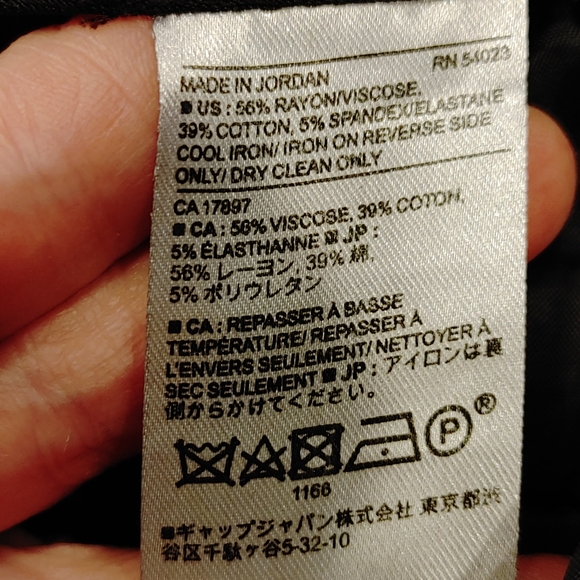 RN 54023
MADE IN JORDAN
■ US : 56% RAYON/VISCOSE,
39% COTTON, 5% SPANDEX/ELASTANE
COOL IRON/ IRON ON REVERSE SIDE
ONLY/ DRY CLEAN ONLY
CA 17897
■ CA : 56% VISCOSE, 39% COTON,
5% ÉLASTHANNE ■ JP :
56% レーヨン, 39% 綿,
5% ポリウレタン
■ CA : REPASSER À BASSE
TEMPÉRATURE/ REPASSER À
L'ENVERS SEULEMENT/ NETTOYER À
SEC SEULEMENT ■ JP : アイロンは裏
側からかけてください。
P ®
1166
■ギャップジャパン株式会社 東京都渋
谷区千駄ヶ谷5-32-10